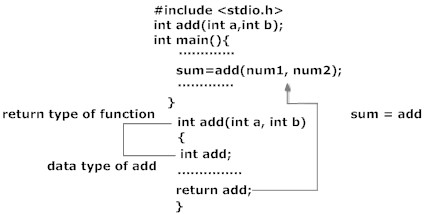 #include <stdio.h>
int add(int a,int b);
int main(){
.............
sum=add(num1, num2);
.............
}
return type of function
int add(int a, int b)
sum = add
{
data type of add
int add;
...............
return add;
}